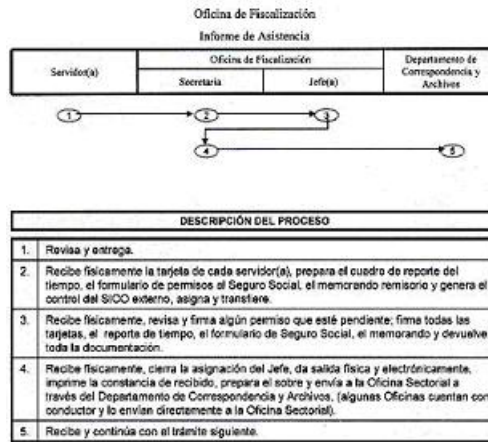 Oficina de Fiscalización
Informe de Asistencia
Servidor(a)
Oficina de Fiscalización
Secretaria
Jefe(a)
Departamento de
Correspondencia y
Archivos
1
2
3
4
5
DESCRIPCIÓN DEL PROCESO
1. Revisa y entrega.
2. Recibe físicamente la tarjeta de cada servidor(a), prepara el cuadro de reporte del
tiempo, el formulario de permisos al Seguro Social, el memorando remisorio y genera el
control del SICO externo, asigna y transfiere.
3. Recibe físicamente, revisa y firma algún permiso que esté pendiente; firma todas las
tarjetas, el reporte de tiempo, el formulario de Seguro Social, el memorando y devuelve
toda la documentación.
4. Recibe físicamente, cierra la asignación del Jefe, da salida física y electrónicamente,
imprime la constancia de recibido, prepara el sobre y envía a la Oficina Sectorial a
través del Departamento de Correspondencia y Archivos, (algunas Oficinas cuentan con
conductor y lo envían directamente a la Oficina Sectorial).
5. Recibe y continúa con el trámite siguiente.